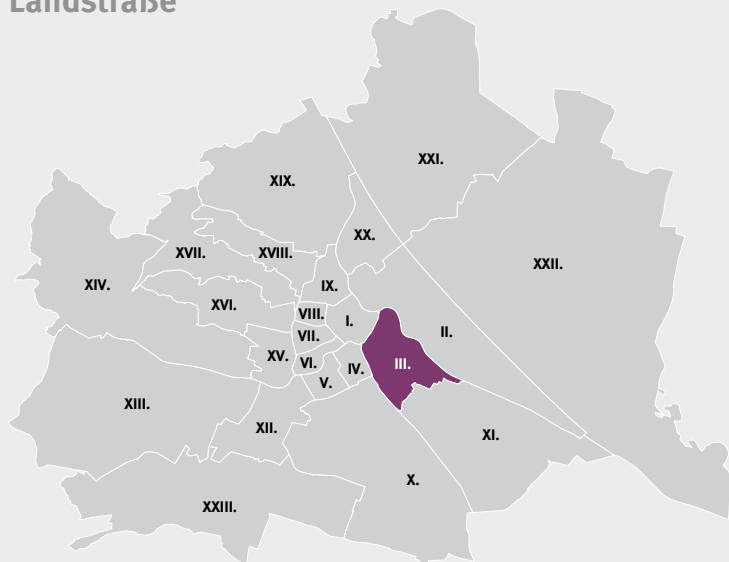 Landstraße
XXI.
XIX.
XX.
XXII.
XVII.
XVIII.
XIV.
IX.
XVI.
VIII.
I.
II.
VII.
XV.
VI.
IV.
III.
V.
XIII.
XII.
XI.
X.
XXIII.